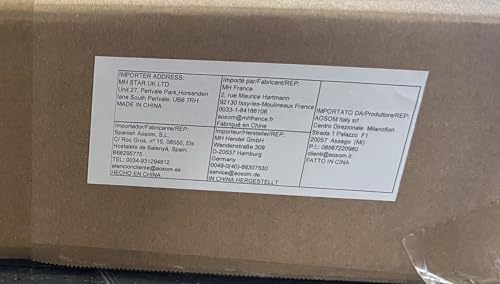 IMPORTER ADDRESS:
MH STAR UK LTD
Unit 27, Perivale Park,Horsenden
lane South Perivale, UB6 7RH
MADE IN CHINA
Importé par/Fabricant/REP:
MH France
2, rue Maurice Hartmann
92130 Issy-les-Moulineaux France
0033-1-84166106
aosom@mhfrance.fr
Fabriqué en Chine
IMPORTATO DA/Produttore/REP:
AOSOM Italy srl
Centro Direzionale Milanofiori
Strada 1 Palazzo F1
20057 Assago (MI)
P.I.: 08567220960
clienti@aosom.it
FATTO IN CINA
Importador/Fabricante/REP:
Spanish Aosom, S.L.
C/ Roc Gros, nº 15. 08550, Els
Hostalets de Balenyà, Spain.
B66295775
TEL: 0034-931294512
atencioncliente@aosom.es
HECHO EN CHINA
Importeur/Hersteller/REP:
MH Handel GmbH
Wendenstraße 309
D-20537 Hamburg
Germany
0049-0(40)-88307530
service@aosom.de
IN CHINA HERGESTELLT